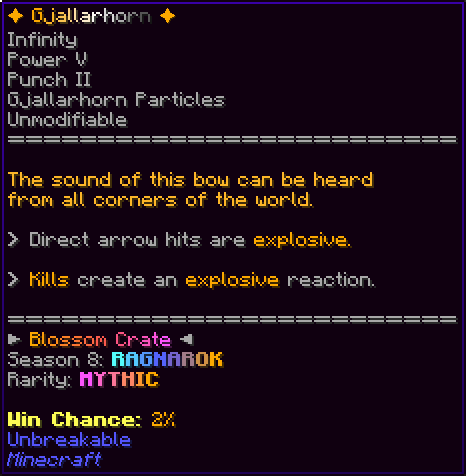 ✦ Gjallarhorn ✦
Infinity
Power V
Punch II
Gjallarhorn Particles
Unmodifiable
============================
The sound of this bow can be heard
from all corners of the world.
> Direct arrow hits are explosive.
> Kills create an explosive reaction.
============================
► Blossom Crate ◄
Season 8: RAGNAROK
Rarity: MYTHIC
Win Chance: 2%
Unbreakable
Minecraft